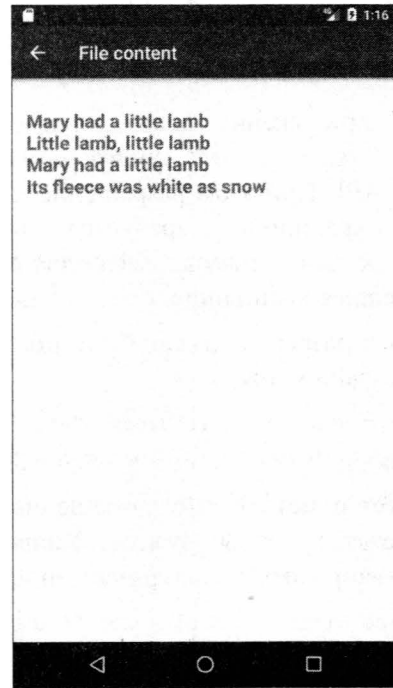 4G 1:16
File content
Mary had a little lamb
Little lamb, little lamb
Mary had a little lamb
Its fleece was white as snow